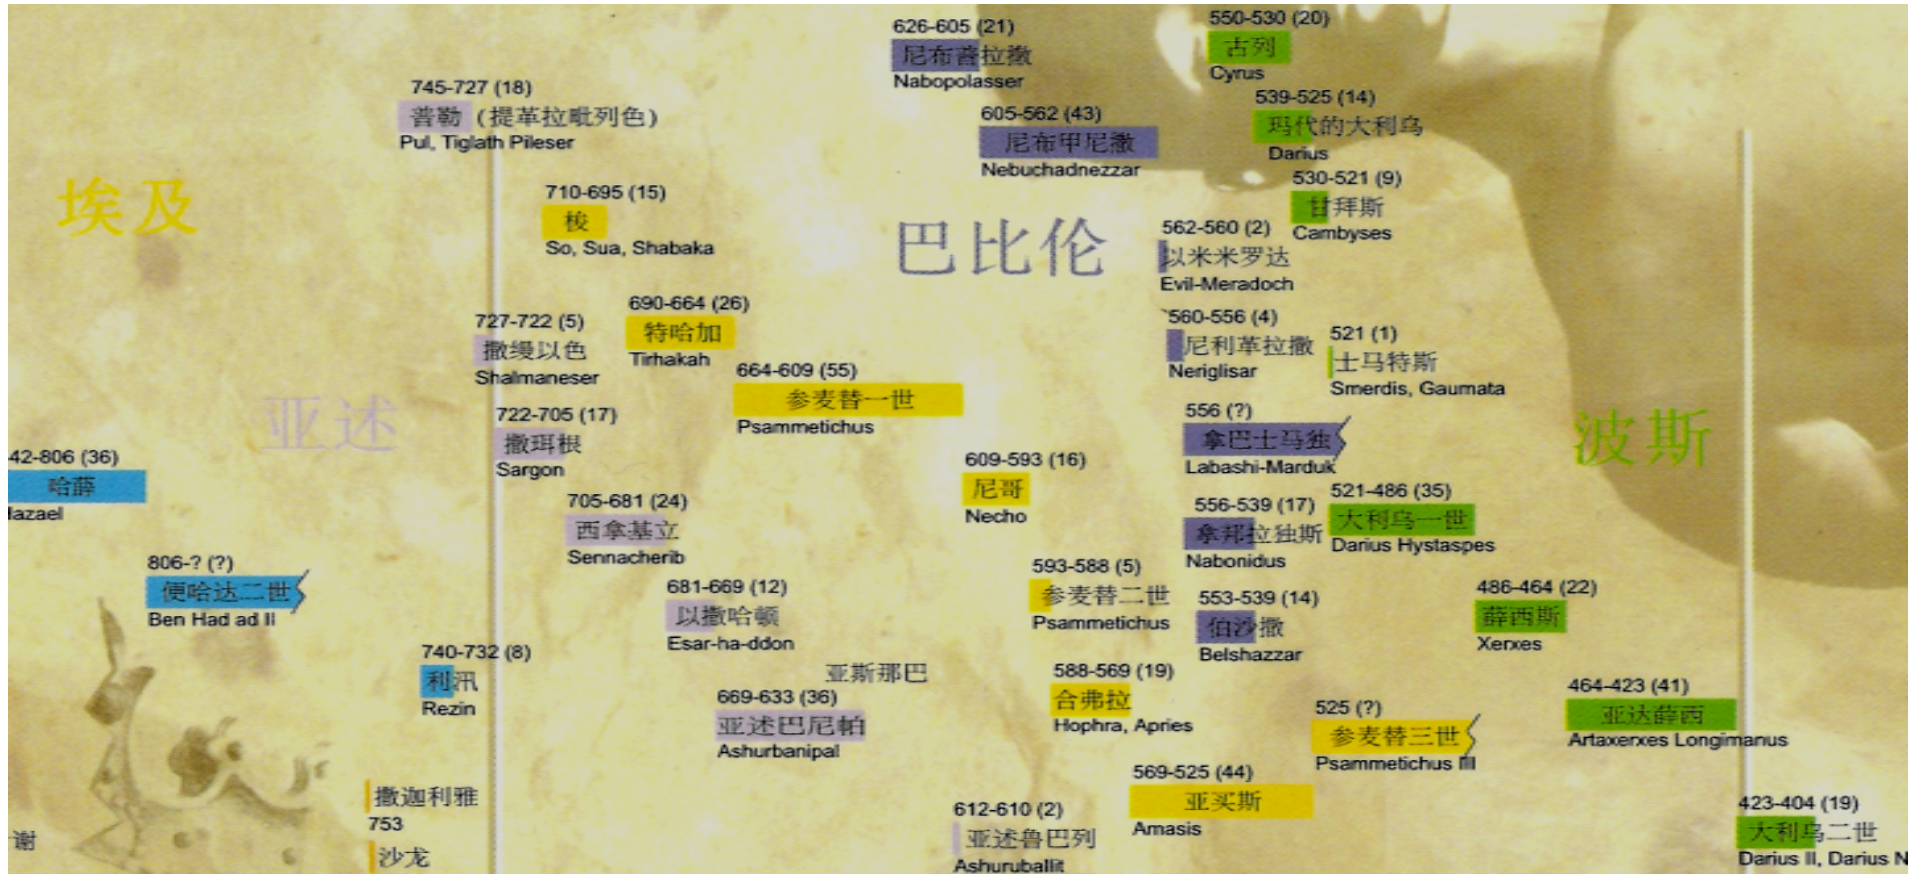 626-605 (21)
尼布普拉撒
Nabopolasser
550-530 (20)
古列
Cyrus
745-727 (18)
普勒 (提革拉毗列色)
Pul, Tiglath Pileser
605-562 (43)
尼布甲尼撒
Nebuchadnezzar
539-525 (14)
玛代的大利乌
Darius
埃及
710-695 (15)
梭
So, Sua, Shabaka
530-521 (9)
甘拜斯
Cambyses
巴比伦
562-560 (2)
以米米罗达
Evil-Meradoch
690-664 (26)
特哈加
Tirhakah
727-722 (5)
撒缦以色
Shalmaneser
560-556 (4)
尼利革拉撒
Neriglisar
521 (1)
士马特斯
Smerdis, Gaumata
664-609 (55)
参麦替一世
Psammetichus
亚述
722-705 (17)
撒珥根
Sargon
556 (?)
拿巴士马独
Labashi-Marduk
波斯
42-806 (36)
哈薛
lazael
609-593 (16)
尼哥
Necho
705-681 (24)
西拿基立
Sennacherib
556-539 (17)
拿邦拉独斯
Nabonidus
521-486 (35)
大利乌一世
Darius Hystaspes
806-? (?)
便哈达二世
Ben Had ad II
681-669 (12)
以撒哈顿
Esar-ha-ddon
593-588 (5)
参麦替二世
Psammetichus
553-539 (14)
伯沙撒
Belshazzar
486-464 (22)
薛西斯
Xerxes
740-732 (8)
利汛
Rezin
亚斯那巴
669-633 (36)
亚述巴尼帕
Ashurbanipal
588-569 (19)
合弗拉
Hophra, Apries
525 (?)
参麦替三世
Psammetichus III
464-423 (41)
亚达薛西
Artaxerxes Longimanus
撒迦利雅
753
沙龙
谢
612-610 (2)
亚述鲁巴列
Ashuruballit
569-525 (44)
亚买斯
Amasis
423-404 (19)
大利乌二世
Darius II, Darius N